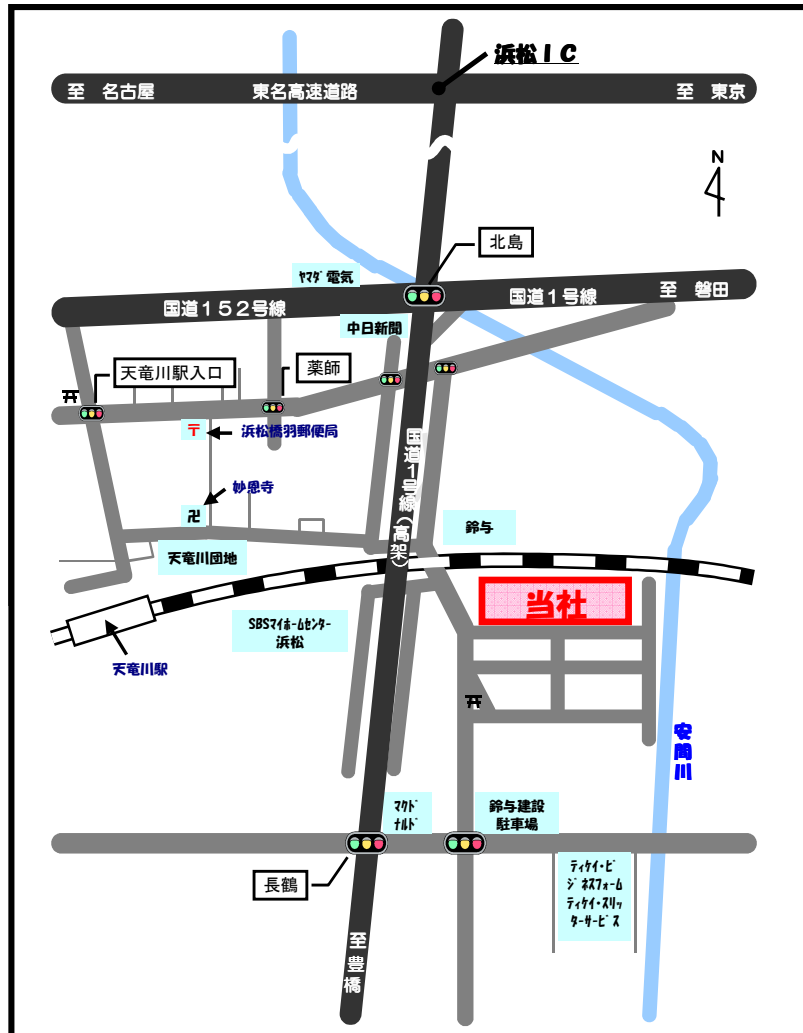 浜松IC
至 名古屋
東名高速道路
至 東京
N
北島
ﾔﾏﾀﾞ電気
国道152号線
国道1号線
至 磐田
中日新聞
天竜川駅入口
薬師
〒
浜松橋羽郵便局
国道1号線(高架)
妙恩寺
卍
鈴与
天竜川団地
当社
SBSﾏｲﾎｰﾑｾﾝﾀｰ
浜松
天竜川駅
安間川
ﾏｸﾄﾞ
ﾅﾙﾄﾞ
鈴与建設
駐車場
長鶴
ティケイ・ビ
ジネスフォーム
ティケイ・スリッ
ターサービス
至豊橋